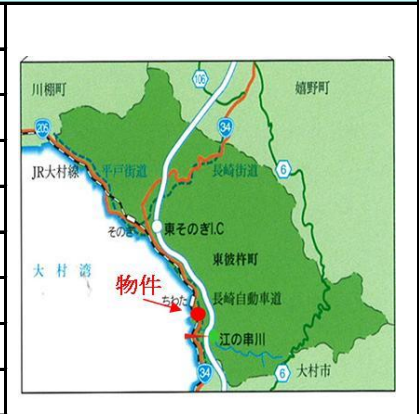 106
川棚町
嬉野町
205
34
JR大村線
平戸街道
長崎街道
6
そのぎ
東そのぎI.C
東彼杵町
大村湾
物件
ちわた
長崎自動車道
江の串川
34
6
大村市